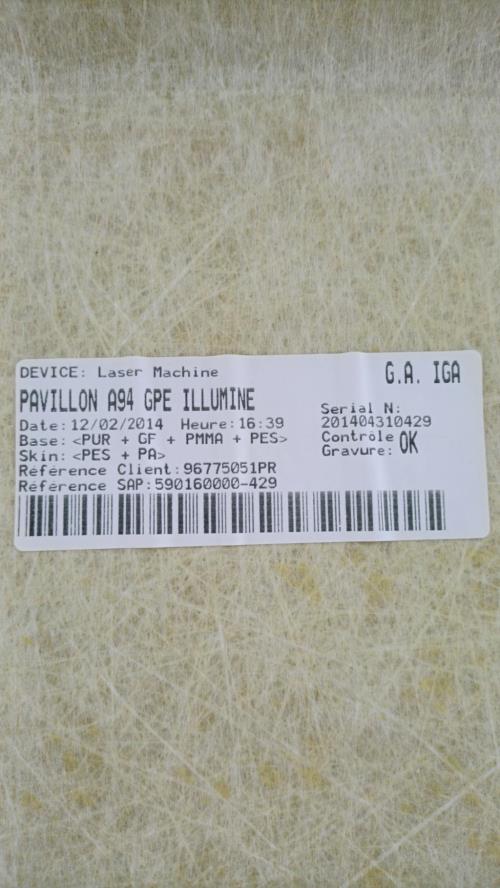 DEVICE: Laser Machine
G.A. IGA
PAVILLON A94 GPE ILLUMINE
Date:12/02/2014 Heure:16:39
Base: <PUR + GF + PMMA + PES>
Skin: <PES + PA>
Référence Client:96775051PR
Référence SAP:590160000-429
Serial N:
201404310429
Contrôle
Gravure: OK